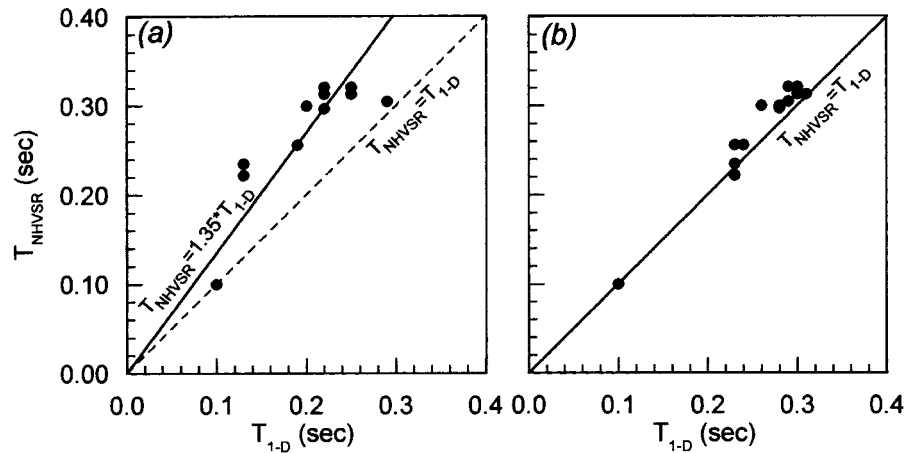 0.40
0.30
0.20
0.10
0.00
T_NHVSR (sec)
(a)
T_NHVSR=1.35*T_1-D
T_NHVSR=T_1-D
0.0 0.1 0.2 0.3 0.4
T_1-D (sec)
(b)
T_NHVSR=T_1-D
0.0 0.1 0.2 0.3 0.4
T_1-D (sec)